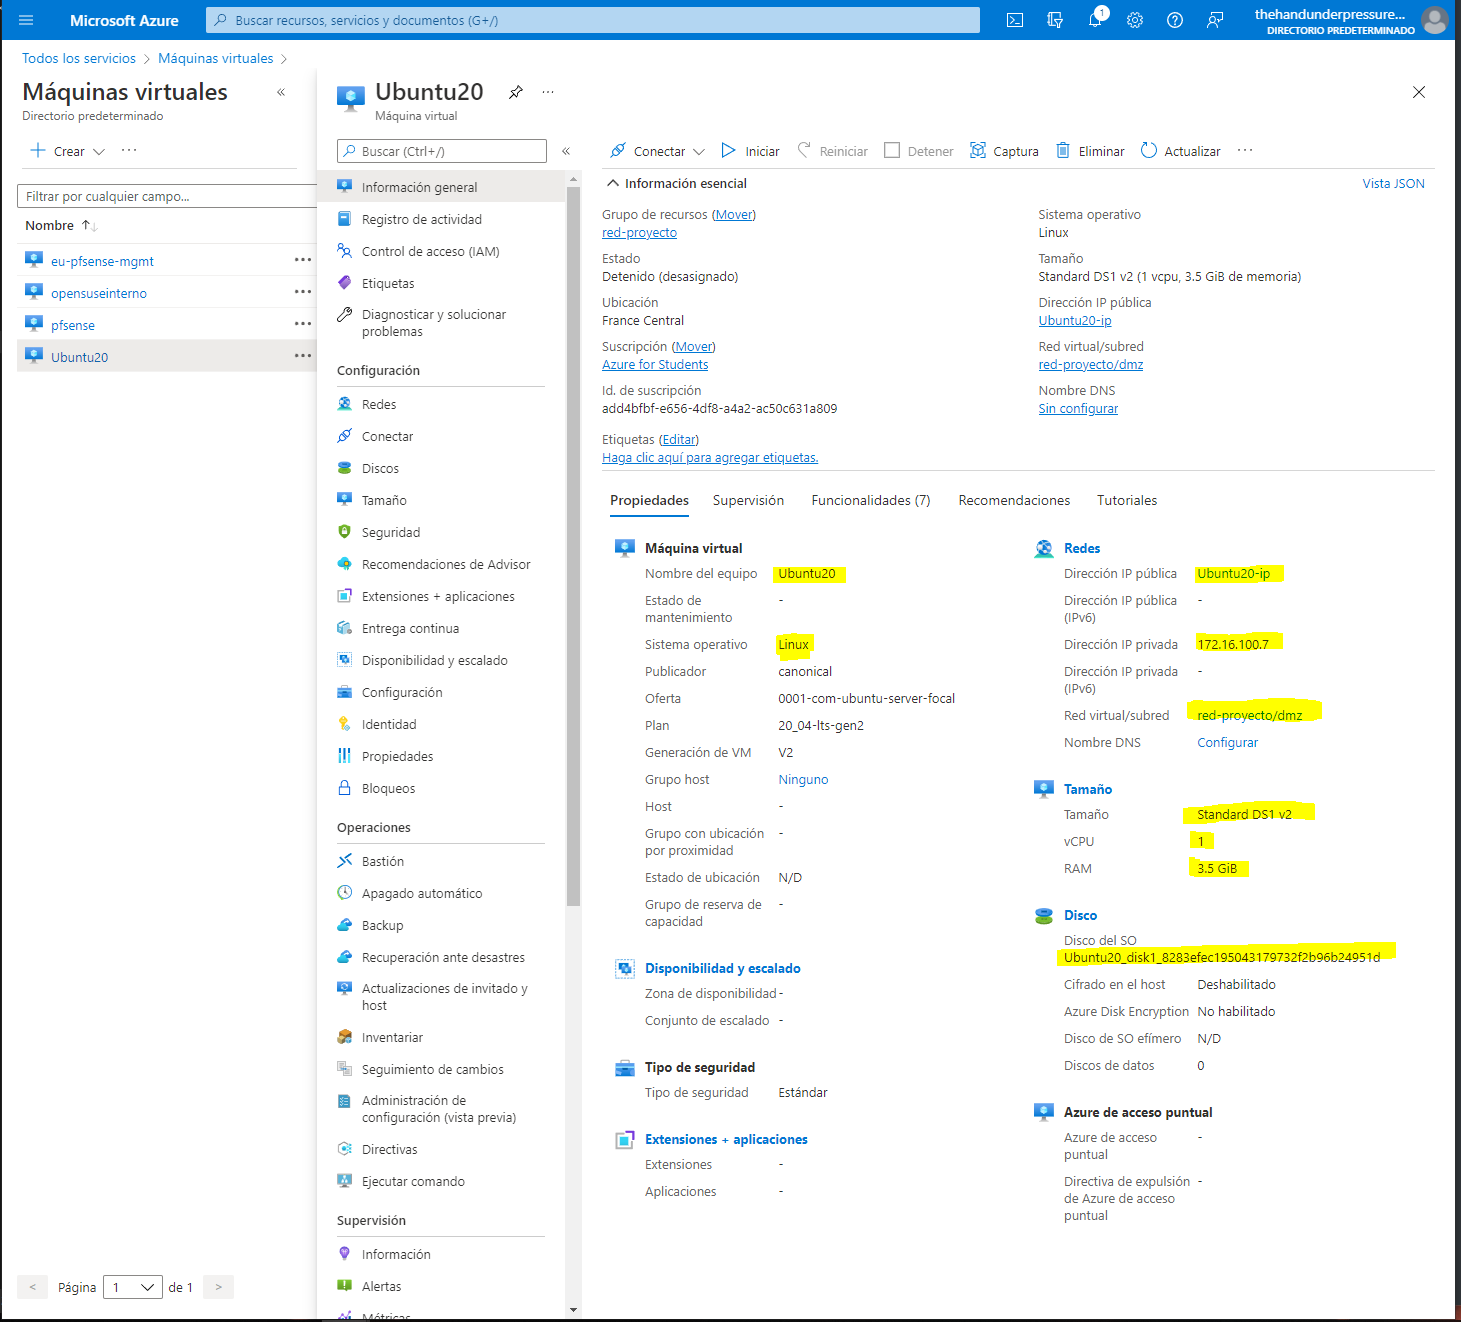 Microsoft Azure
Buscar recursos, servicios y documentos (G+/)
1
thehandunderpressure...
DIRECTORIO PREDETERMINADO
Todos los servicios > Máquinas virtuales >
Máquinas virtuales
Directorio predeterminado
Crear
Filtrar por cualquier campo...
Nombre
eu-pfsense-mgmt
opensuseinterno
pfsense
Ubuntu20
Página 1 de 1
Ubuntu20
Máquina virtual
Buscar (Ctrl+/)
Información general
Registro de actividad
Control de acceso (IAM)
Etiquetas
Diagnosticar y solucionar
problemas
Configuración
Redes
Conectar
Discos
Tamaño
Seguridad
Recomendaciones de Advisor
Extensiones + aplicaciones
Entrega continua
Disponibilidad y escalado
Configuración
Identidad
Propiedades
Bloqueos
Operaciones
Bastión
Apagado automático
Backup
Recuperación ante desastres
Actualizaciones de invitado y
host
Inventariar
Seguimiento de cambios
Administración de
configuración (vista previa)
Directivas
Ejecutar comando
Supervisión
Información
Alertas
Métricas
Conectar Iniciar Reiniciar Detener Captura Eliminar Actualizar
Información esencial
Vista JSON
Grupo de recursos (Mover)
red-proyecto
Estado
Detenido (desasignado)
Ubicación
France Central
Suscripción (Mover)
Azure for Students
Id. de suscripción
add4bfbf-e656-4df8-a4a2-ac50c631a809
Etiquetas (Editar)
Haga clic aquí para agregar etiquetas.
Sistema operativo
Linux
Tamaño
Standard DS1 v2 (1 vcpu, 3.5 GiB de memoria)
Dirección IP pública
Ubuntu20-ip
Red virtual/subred
red-proyecto/dmz
Nombre DNS
Sin configurar
Propiedades Supervisión Funcionalidades (7) Recomendaciones Tutoriales
Máquina virtual
Nombre del equipo Ubuntu20
Estado de
mantenimiento -
Sistema operativo Linux
Publicador canonical
Oferta 0001-com-ubuntu-server-focal
Plan 20_04-lts-gen2
Generación de VM V2
Grupo host Ninguno
Host -
Grupo con ubicación
por proximidad -
Estado de ubicación N/D
Grupo de reserva de
capacidad -
Disponibilidad y escalado
Zona de disponibilidad -
Conjunto de escalado -
Tipo de seguridad
Tipo de seguridad Estándar
Extensiones + aplicaciones
Extensiones -
Aplicaciones -
Redes
Dirección IP pública Ubuntu20-ip
Dirección IP pública
(IPv6) -
Dirección IP privada 172.16.100.7
Dirección IP privada
(IPv6) -
Red virtual/subred red-proyecto/dmz
Nombre DNS Configurar
Tamaño
Tamaño Standard DS1 v2
vCPU 1
RAM 3.5 GiB
Disco
Disco del SO
Ubuntu20_disk1_8283efec195043179732f2b96b24951d
Cifrado en el host Deshabilitado
Azure Disk Encryption No habilitado
Disco de SO efímero N/D
Discos de datos 0
Azure de acceso puntual
Azure de acceso
puntual -
Directiva de expulsión
de Azure de acceso
puntual -